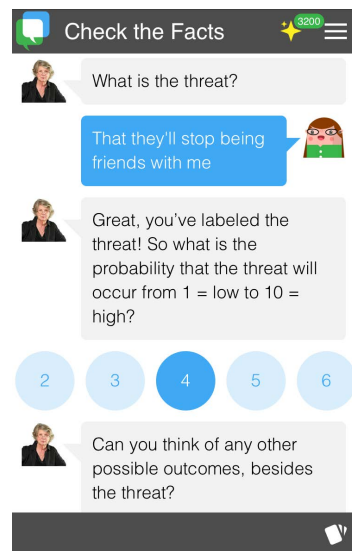 Check the Facts
3200
What is the threat?
That they'll stop being
friends with me
Great, you've labeled the
threat! So what is the
probability that the threat will
occur from 1 = low to 10 =
high?
2 3 4 5 6
Can you think of any other
possible outcomes, besides
the threat?